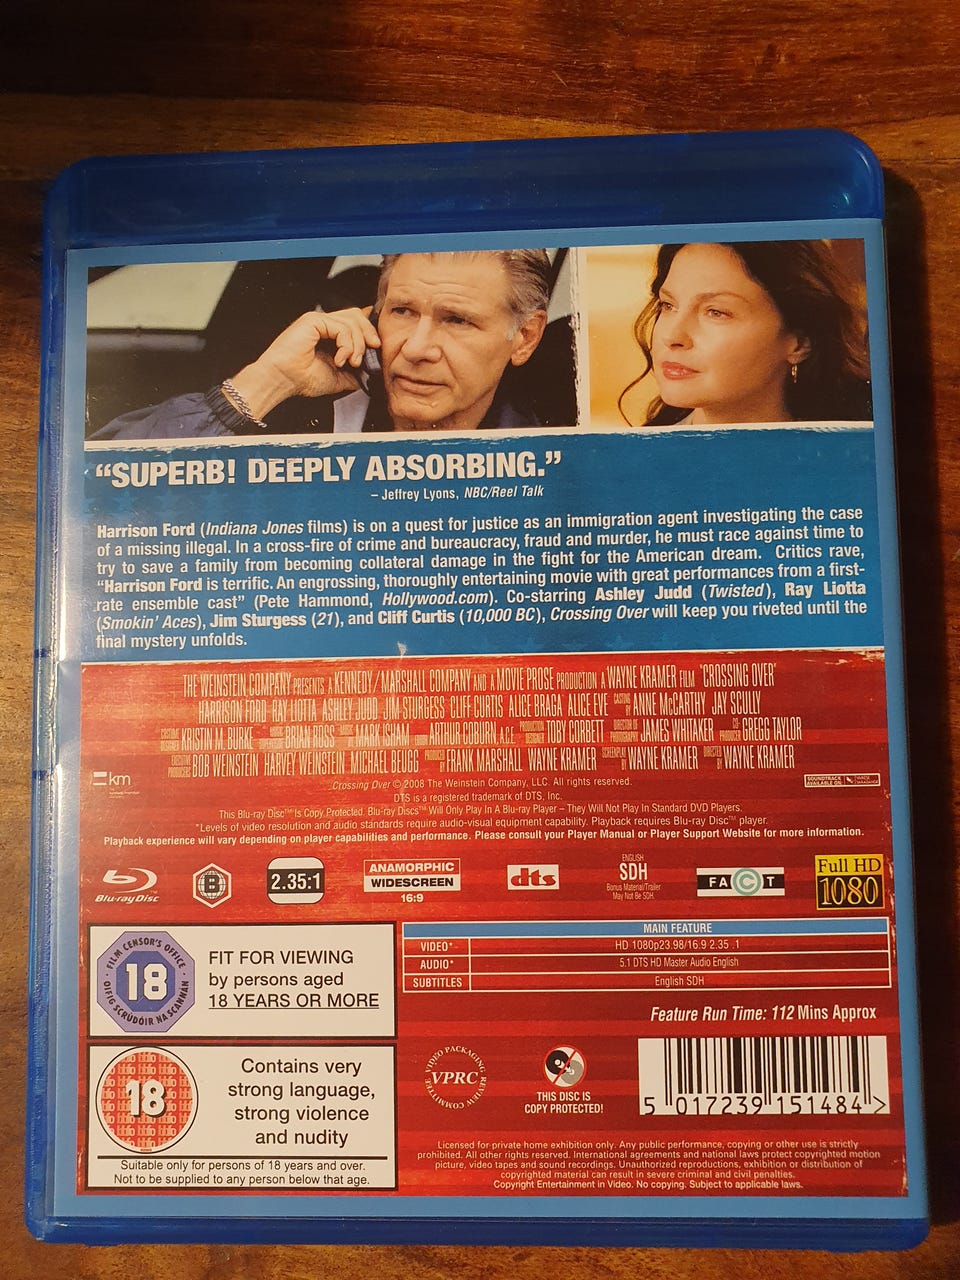 “SUPERB! DEEPLY ABSORBING.”
– Jeffrey Lyons, NBC/Reel Talk
Harrison Ford (Indiana Jones films) is on a quest for justice as an immigration agent investigating the case
of a missing illegal. In a cross-fire of crime and bureaucracy, fraud and murder, he must race against time to
try to save a family from becoming collateral damage in the fight for the American dream. Critics rave,
“Harrison Ford is terrific. An engrossing, thoroughly entertaining movie with great performances from a first-
rate ensemble cast” (Pete Hammond, Hollywood.com). Co-starring Ashley Judd (Twisted), Ray Liotta
(Smokin’ Aces), Jim Sturgess (21), and Cliff Curtis (10,000 BC), Crossing Over will keep you riveted until the
final mystery unfolds.
THE WEINSTEIN COMPANY PRESENTS A KENNEDY/MARSHALL COMPANY AND A MOVIE PROSE PRODUCTION A WAYNE KRAMER FILM "CROSSING OVER"
HARRISON FORD RAY LIOTTA ASHLEY JUDD JIM STURGESS CLIFF CURTIS ALICE BRAGA ALICE EVE CASTING BY ANNE McCARTHY JAY SCULLY
COSTUME DESIGNER KRISTIN M. BURKE MUSIC SUPERVISOR BRIAN ROSS MUSIC BY MARK ISHAM EDITOR ARTHUR COBURN, A.C.E. PRODUCTION DESIGNER TOBY CORBETT DIRECTOR OF PHOTOGRAPHY JAMES WHITAKER CO-PRODUCER GREGG TAYLOR
EXECUTIVE PRODUCERS BOB WEINSTEIN HARVEY WEINSTEIN MICHAEL BEUGG PRODUCED BY FRANK MARSHALL WAYNE KRAMER SCREENPLAY BY WAYNE KRAMER DIRECTED BY WAYNE KRAMER
km
SOUNDTRACK AVAILABLE ON VARESE SARABANDE
Crossing Over © 2008 The Weinstein Company, LLC. All rights reserved.
DTS is a registered trademark of DTS, Inc.
This Blu-ray Disc™ Is Copy Protected. Blu-ray Discs™ Will Only Play In A Blu-ray Player – They Will Not Play In Standard DVD Players.
*Levels of video resolution and audio standards require audio-visual equipment capability. Playback requires Blu-ray Disc™ player.
Playback experience will vary depending on player capabilities and performance. Please consult your Player Manual or Player Support Website for more information.
Blu-ray Disc
B
2.35:1
ANAMORPHIC
WIDESCREEN
16:9
dts
ENGLISH
SDH
Bonus Material/Trailer
May Not Be SDH.
FACT
Full HD
1080
FILM CENSOR'S OFFICE
18
OIFIG SCRÚDÓIR NA SCANNÁN
FIT FOR VIEWING
by persons aged
18 YEARS OR MORE
MAIN FEATURE
VIDEO* HD 1080p23.98/16.9 2.35 .1
AUDIO* 5.1 DTS HD Master Audio English
SUBTITLES English SDH
Feature Run Time: 112 Mins Approx
18
Contains very
strong language,
strong violence
and nudity
Suitable only for persons of 18 years and over.
Not to be supplied to any person below that age.
VIDEO PACKAGING REVIEW COMMITTEE
VPRC
THIS DISC IS
COPY PROTECTED!
5 017239 151484 >
Licensed for private home exhibition only. Any public performance, copying or other use is strictly
prohibited. All other rights reserved. International agreements and national laws protect copyrighted motion
picture, video tapes and sound recordings. Unauthorized reproductions, exhibition or distribution of
copyrighted material can result in severe criminal and civil penalties.
Copyright Entertainment in Video. No copying. Subject to applicable laws.